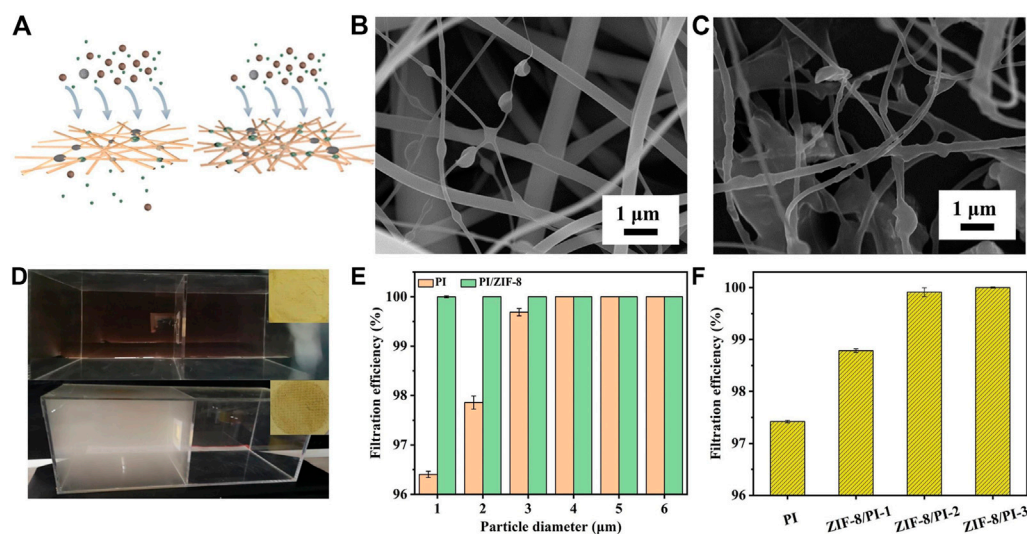 A
B
1 μm
C
1 μm
D
E
PI
PI/ZIF-8
Filtration efficiency (%)
100
99
98
97
96
1 2 3 4 5 6
Particle diameter (μm)
F
Filtration efficiency (%)
100
99
98
97
96
PI
ZIF-8/PI-1
ZIF-8/PI-2
ZIF-8/PI-3